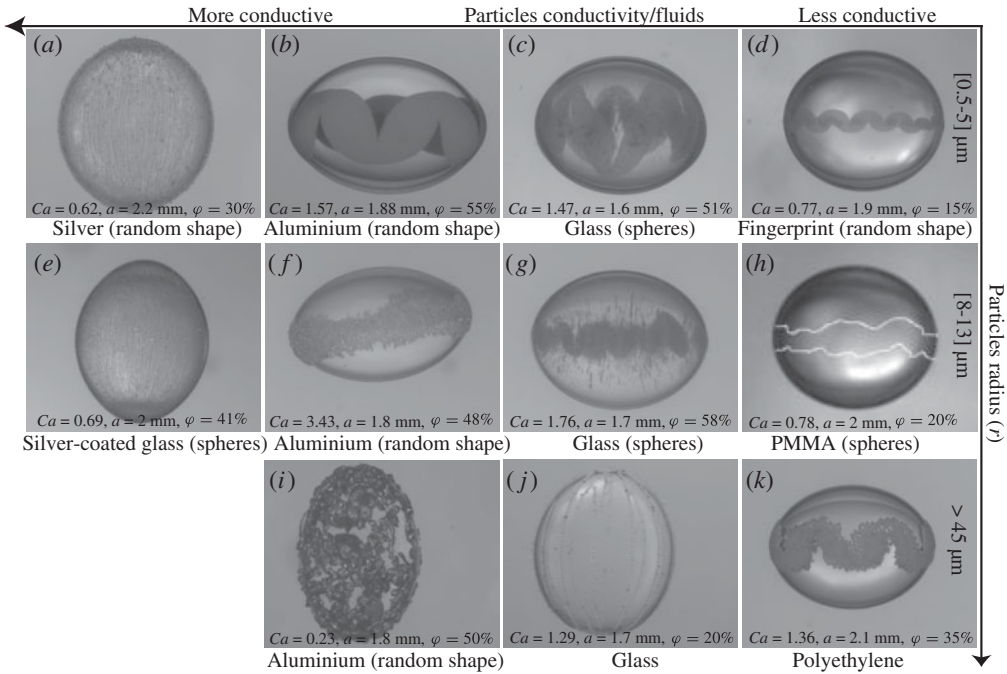 More conductive Particles conductivity/fluids Less conductive
(a) (b) (c) (d)
[0.5-5] μm
Ca = 0.62, a = 2.2 mm, φ = 30% Ca = 1.57, a = 1.88 mm, φ = 55% Ca = 1.47, a = 1.6 mm, φ = 51% Ca = 0.77, a = 1.9 mm, φ = 15%
Silver (random shape) Aluminium (random shape) Glass (spheres) Fingerprint (random shape)
(e) (f) (g) (h)
[8-13] μm
Particles radius (r)
Ca = 0.69, a = 2 mm, φ = 41% Ca = 3.43, a = 1.8 mm, φ = 48% Ca = 1.76, a = 1.7 mm, φ = 58% Ca = 0.78, a = 2 mm, φ = 20%
Silver-coated glass (spheres) Aluminium (random shape) Glass (spheres) PMMA (spheres)
(i) (j) (k)
> 45 μm
Ca = 0.23, a = 1.8 mm, φ = 50% Ca = 1.29, a = 1.7 mm, φ = 20% Ca = 1.36, a = 2.1 mm, φ = 35%
Aluminium (random shape) Glass Polyethylene